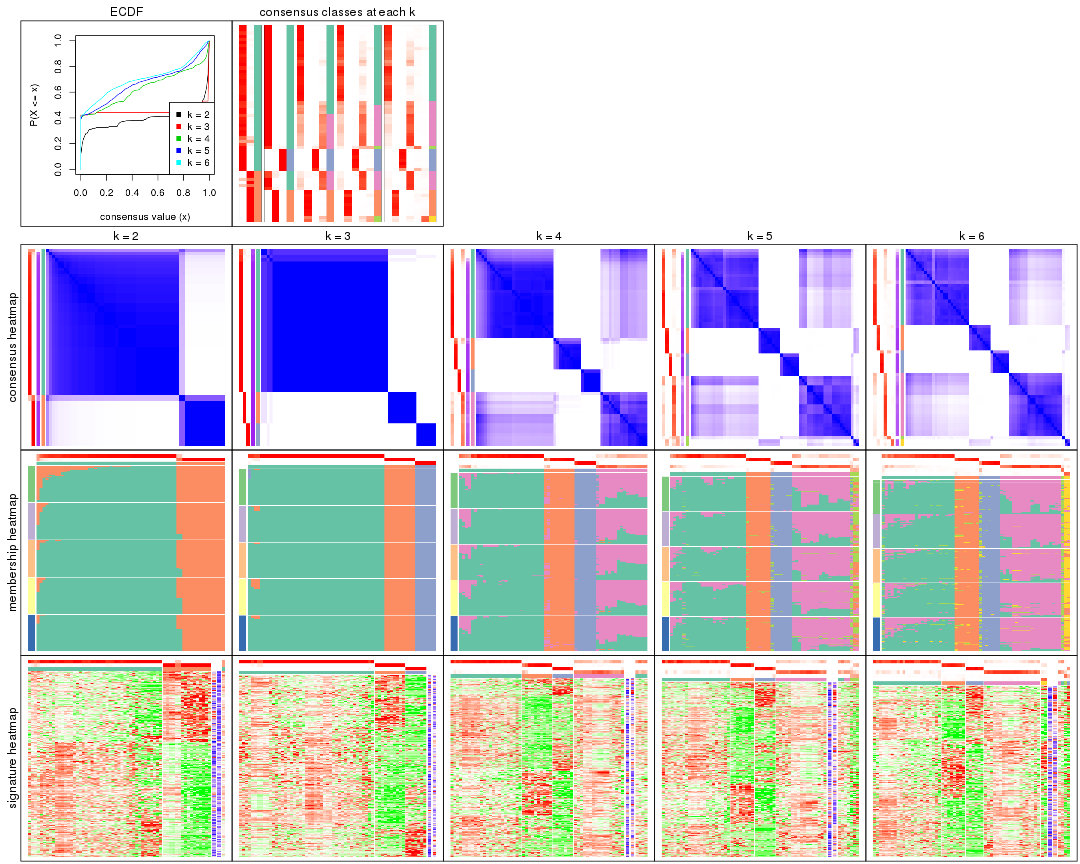 ECDF
consensus classes at each k
P(X <= x)
0.0 0.2 0.4 0.6 0.8 1.0
k = 2
k = 3
k = 4
k = 5
k = 6
0.0 0.2 0.4 0.6 0.8 1.0
consensus value (x)
k = 2 k = 3 k = 4 k = 5 k = 6
consensus heatmap
membership heatmap
signature heatmap